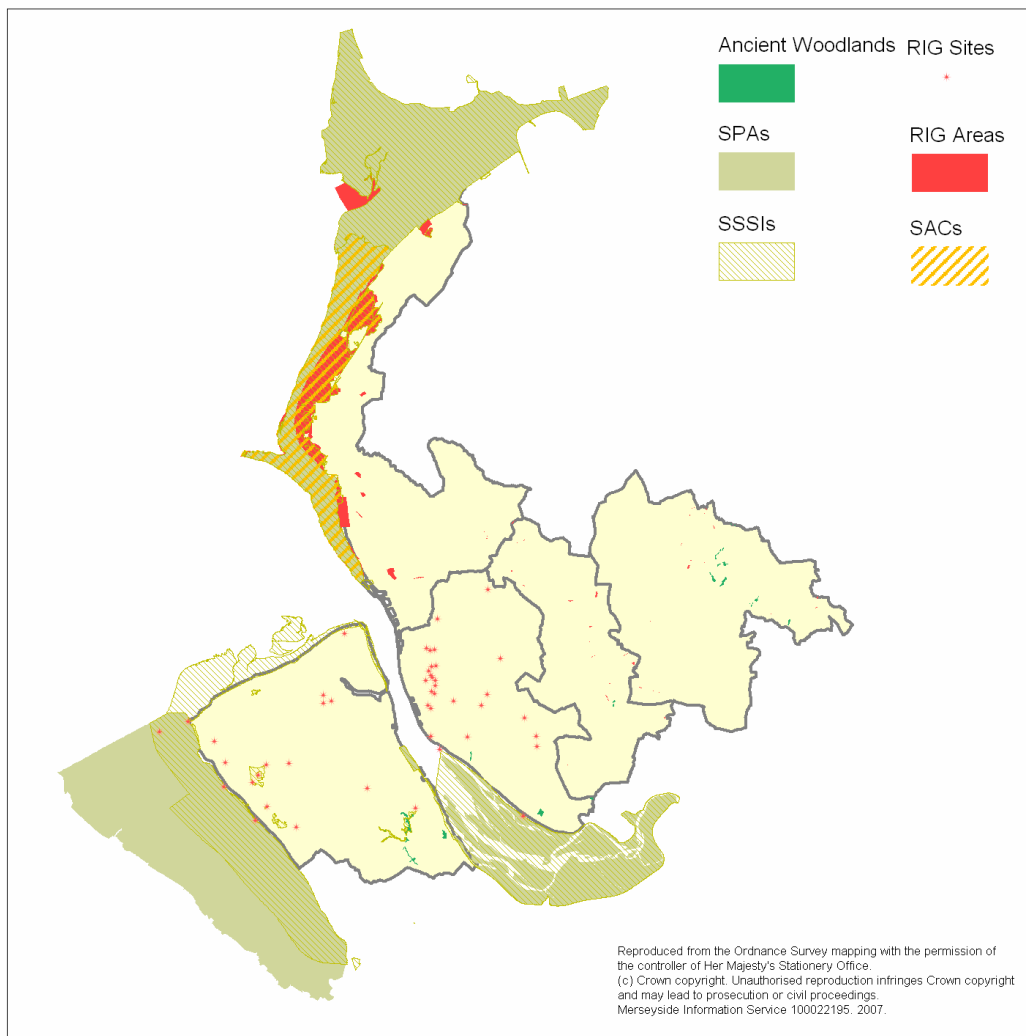 Ancient Woodlands
RIG Sites
SPAs
RIG Areas
SSSIs
SACs
Reproduced from the Ordnance Survey mapping with the permission of
the controller of Her Majesty's Stationery Office.
(c) Crown copyright. Unauthorised reproduction infringes Crown copyright
and may lead to prosecution or civil proceedings.
Merseyside Information Service 100022195. 2007.